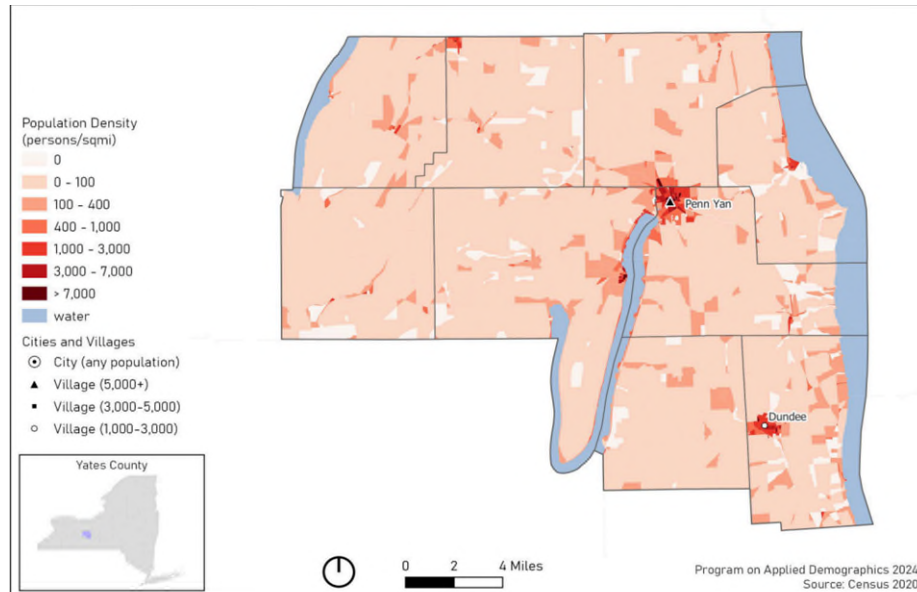 Population Density
(persons/sqmi)
0
0 - 100
100 - 400
400 - 1,000
1,000 - 3,000
3,000 - 7,000
> 7,000
water
Cities and Villages
City (any population)
Village (5,000+)
Village (3,000-5,000)
Village (1,000-3,000)
Yates County
Penn Yan
Dundee
0 2 4 Miles
Program on Applied Demographics 2024
Source: Census 2020